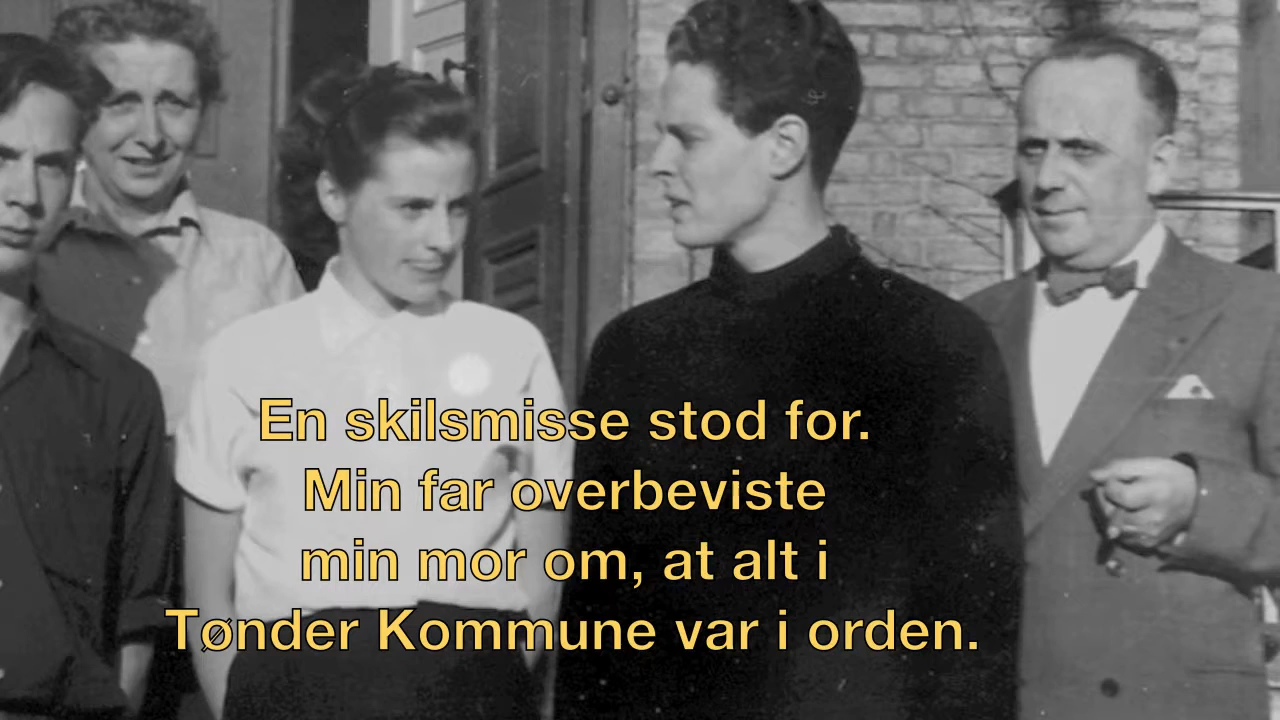 En skilsmisse stod for.
Min far overbeviste
min mor om, at alt i
Tønder Kommune var i orden.